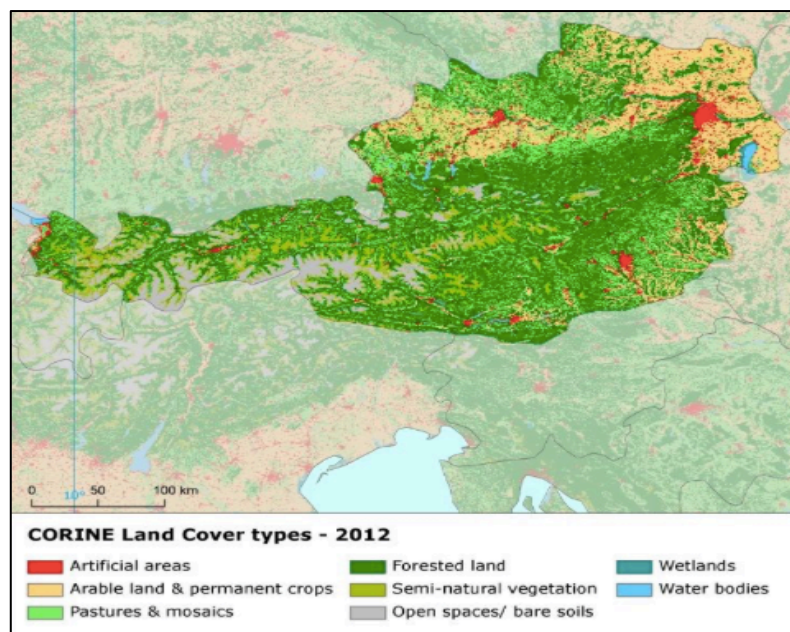 0 10° 50 100 km
CORINE Land Cover types - 2012
Artificial areas Forested land Wetlands
Arable land & permanent crops Semi-natural vegetation Water bodies
Pastures & mosaics Open spaces/ bare soils